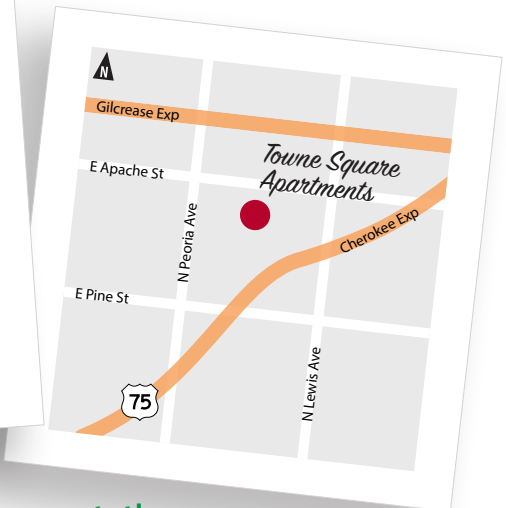 N
Gilcrease Exp
Towne Square
Apartments
E Apache St
N Peoria Ave
Cherokee Exp
E Pine St
N Lewis Ave
75